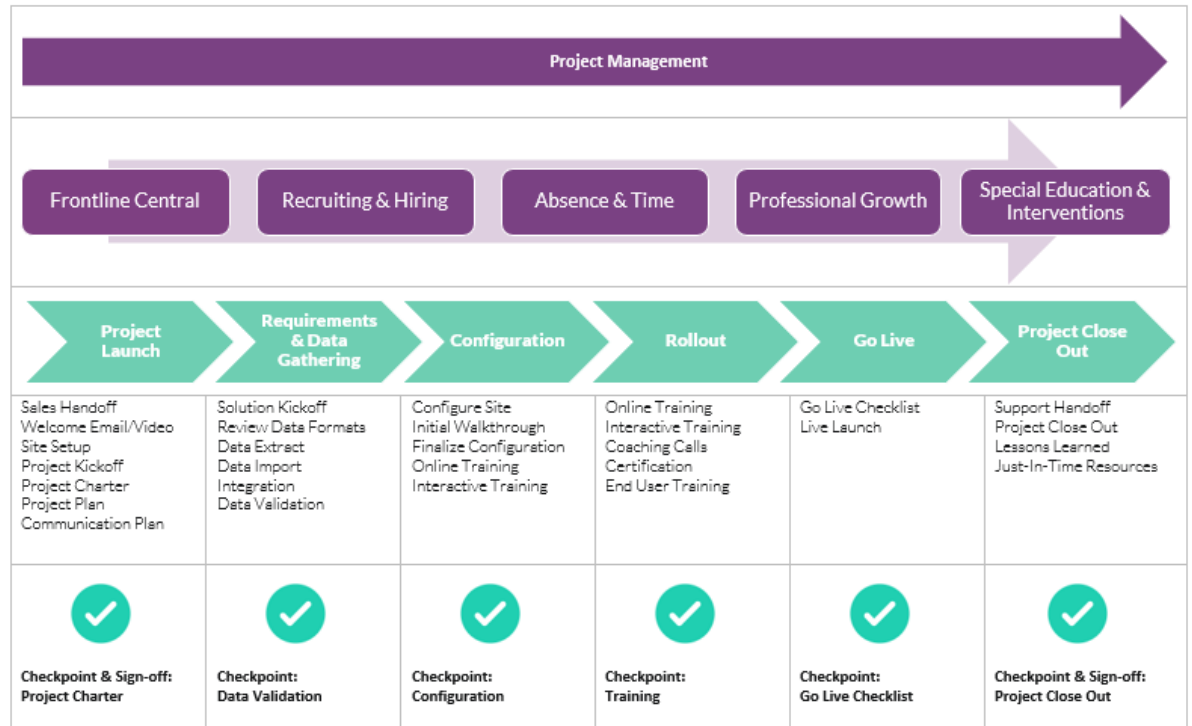 Project Management
Frontline Central
Recruiting & Hiring
Absence & Time
Professional Growth
Special Education &
Interventions
Project
Launch
Requirements
& Data
Gathering
Configuration
Rollout
Go Live
Project Close
Out
Sales Handoff
Welcome Email/Video
Site Setup
Project Kickoff
Project Charter
Project Plan
Communication Plan
Solution Kickoff
Review Data Formats
Data Extract
Data Import
Integration
Data Validation
Configure Site
Initial Walkthrough
Finalize Configuration
Online Training
Interactive Training
Online Training
Interactive Training
Coaching Calls
Certification
End User Training
Go Live Checklist
Live Launch
Support Handoff
Project Close Out
Lessons Learned
Just-In-Time Resources
Checkpoint & Sign-off:
Project Charter
Checkpoint:
Data Validation
Checkpoint:
Configuration
Checkpoint:
Training
Checkpoint:
Go Live Checklist
Checkpoint & Sign-off:
Project Close Out